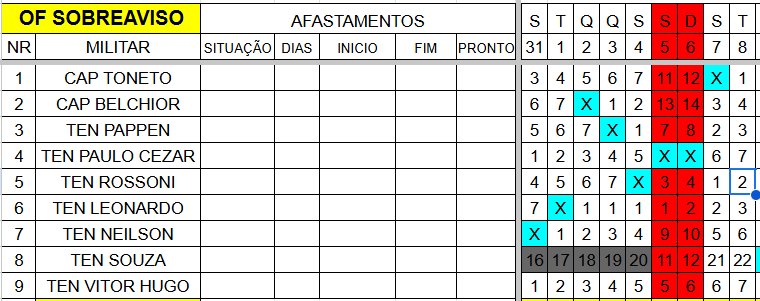 OF SOBREAVISO AFASTAMENTOS S T Q Q S S D S T
NR MILITAR SITUAÇÃO DIAS INICIO FIM PRONTO 31 1 2 3 4 5 6 7 8
1 CAP TONETO 3 4 5 6 7 11 12 X 1
2 CAP BELCHIOR 6 7 X 1 2 13 14 3 4
3 TEN PAPPEN 5 6 7 X 1 7 8 2 3
4 TEN PAULO CEZAR 1 2 3 4 5 X X 6 7
5 TEN ROSSONI 4 5 6 7 X 3 4 1 2
6 TEN LEONARDO 7 X 1 1 1 1 2 2 3
7 TEN NEILSON X 1 2 3 4 9 10 5 6
8 TEN SOUZA 16 17 18 19 20 11 12 21 22
9 TEN VITOR HUGO 1 2 3 4 5 5 6 6 7